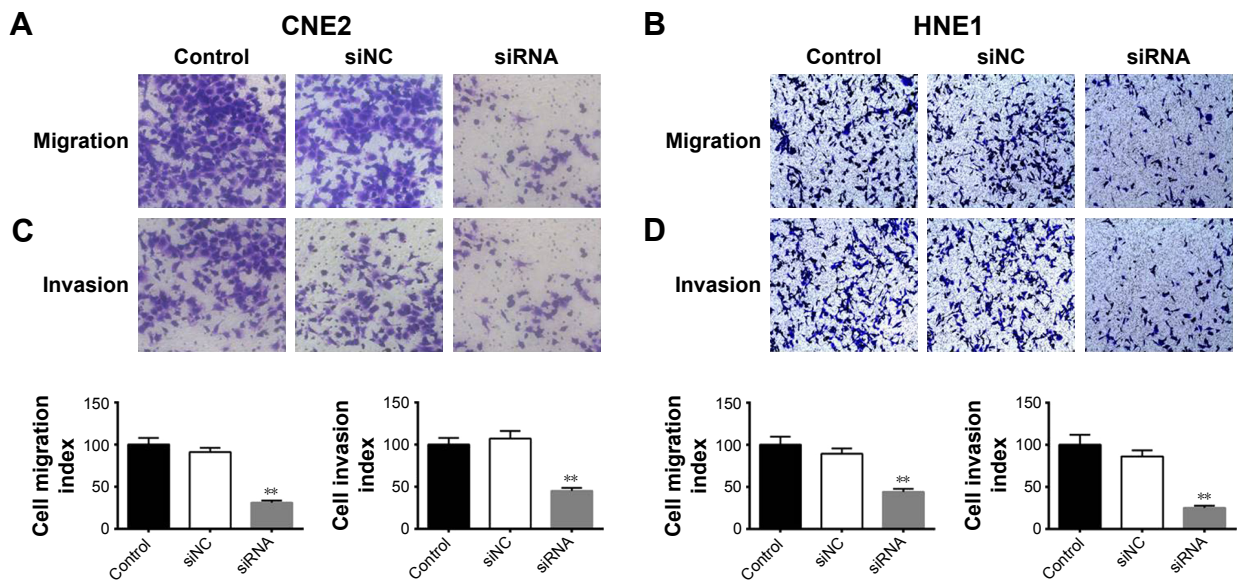 A
CNE2
B
HNE1
Control
siNC
siRNA
Control
siNC
siRNA
Migration
Migration
C
D
Invasion
Invasion
Cell migration
index
150
100
50
0
**
Control
siNC
siRNA
Cell invasion
index
150
100
50
0
**
Control
siNC
siRNA
Cell migration
index
150
100
50
0
**
Control
siNC
siRNA
Cell invasion
index
150
100
50
0
**
Control
siNC
siRNA